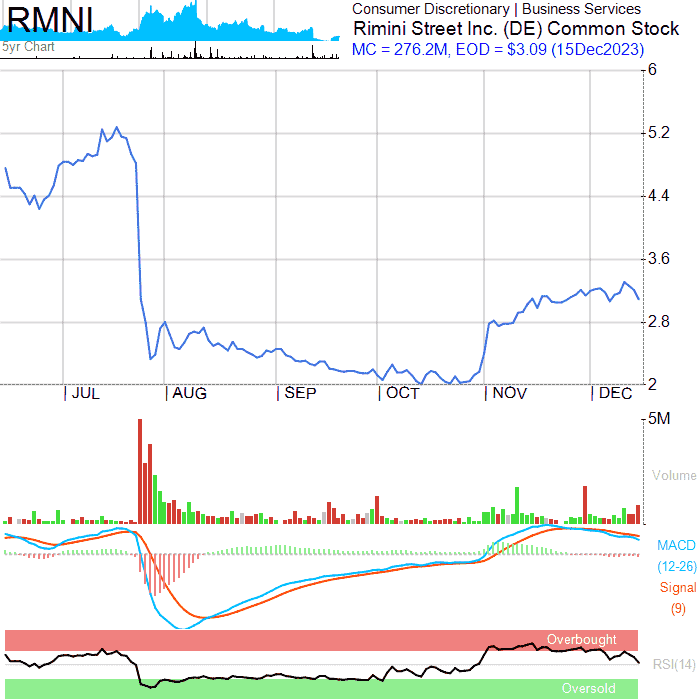 RMNI
5yr Chart
Consumer Discretionary | Business Services
Rimini Street Inc. (DE) Common Stock
MC = 276.2M, EOD = $3.09 (15Dec2023)
6
5.2
4.4
3.6
2.8
2
JUL AUG SEP OCT NOV DEC
5M
Volume
MACD
(12-26)
Signal
(9)
Overbought
RSI(14)
Oversold